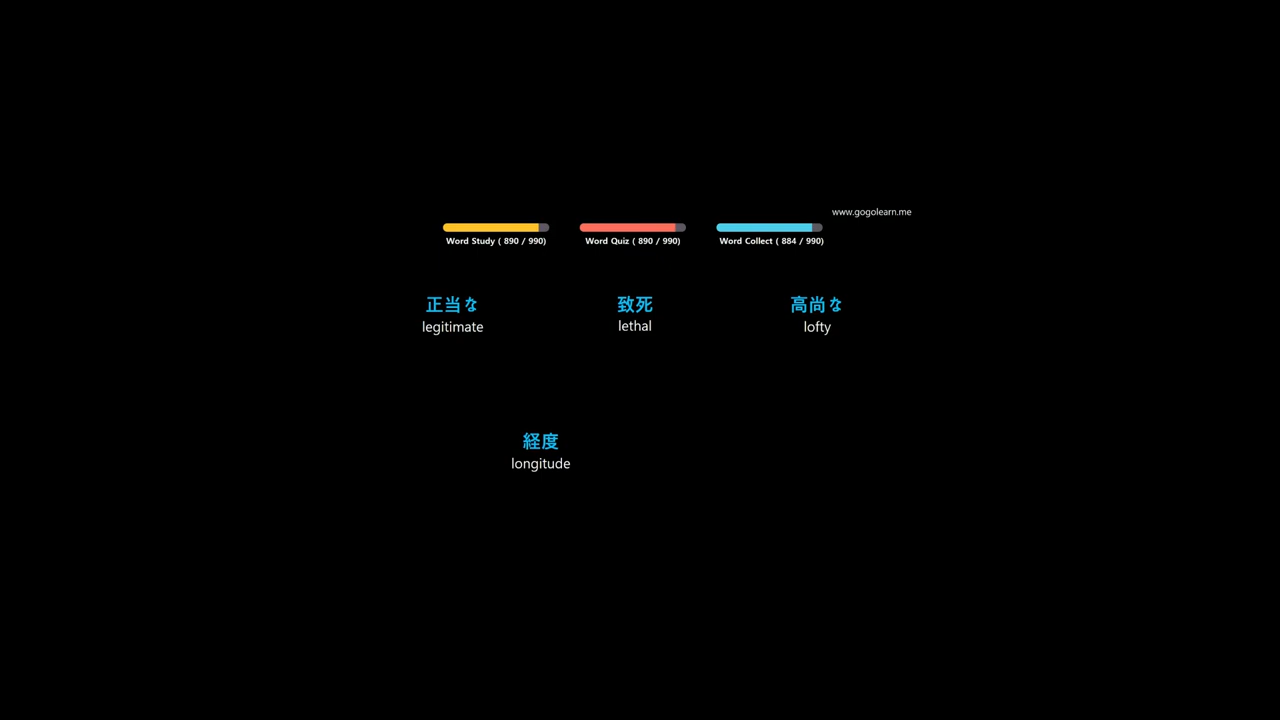 www.gogolearn.me
Word Study ( 890 / 990)
Word Quiz ( 890 / 990)
Word Collect ( 884 / 990)
正当な
legitimate
致死
lethal
高尚な
lofty
経度
longitude